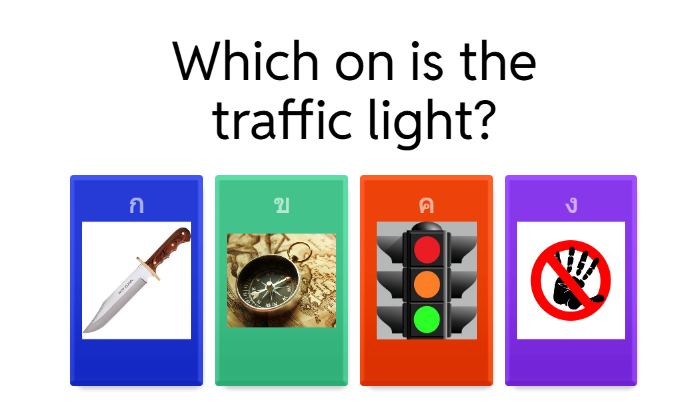 Which on is the
traffic light?
ก
ข
ค
ง